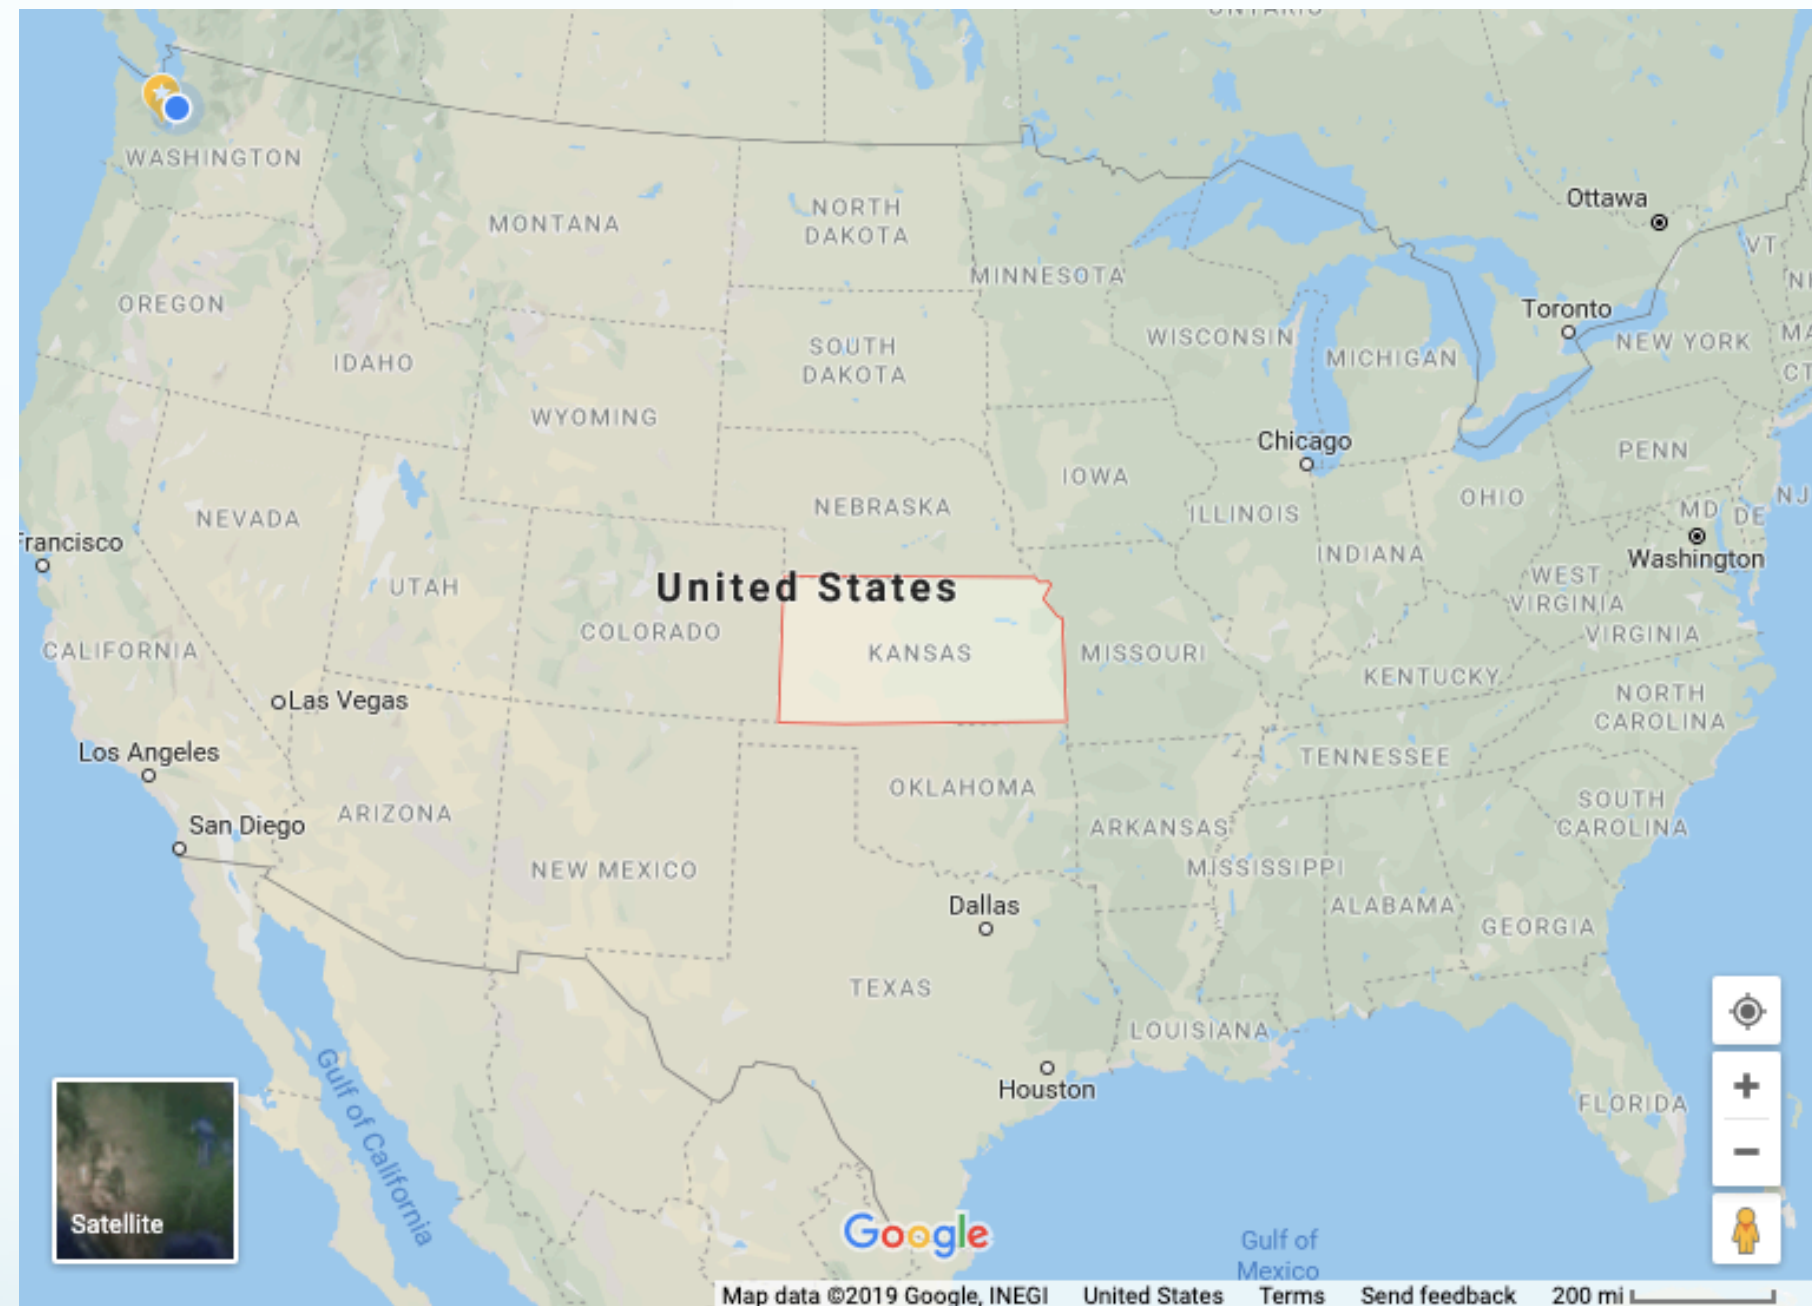 ONTARIO
WASHINGTON
MONTANA
NORTH
DAKOTA
MINNESOTA
Ottawa
VT
OREGON
IDAHO
SOUTH
DAKOTA
WISCONSIN
MICHIGAN
Toronto
NEW YORK
MA
CT
WYOMING
Chicago
IOWA
PENN
NEVADA
NEBRASKA
ILLINOIS
OHIO
MD
DE
NJ
Francisco
INDIANA
Washington
UTAH
United States
WEST
VIRGINIA
COLORADO
VIRGINIA
CALIFORNIA
KANSAS
MISSOURI
KENTUCKY
Las Vegas
NORTH
CAROLINA
Los Angeles
TENNESSEE
OKLAHOMA
San Diego
ARIZONA
SOUTH
CAROLINA
ARKANSAS
NEW MEXICO
MISSISSIPPI
Dallas
ALABAMA
GEORGIA
TEXAS
LOUISIANA
Houston
FLORIDA
Gulf of California
Satellite
Google
Gulf of
Mexico
Map data ©2019 Google, INEGI United States Terms Send feedback 200 mi